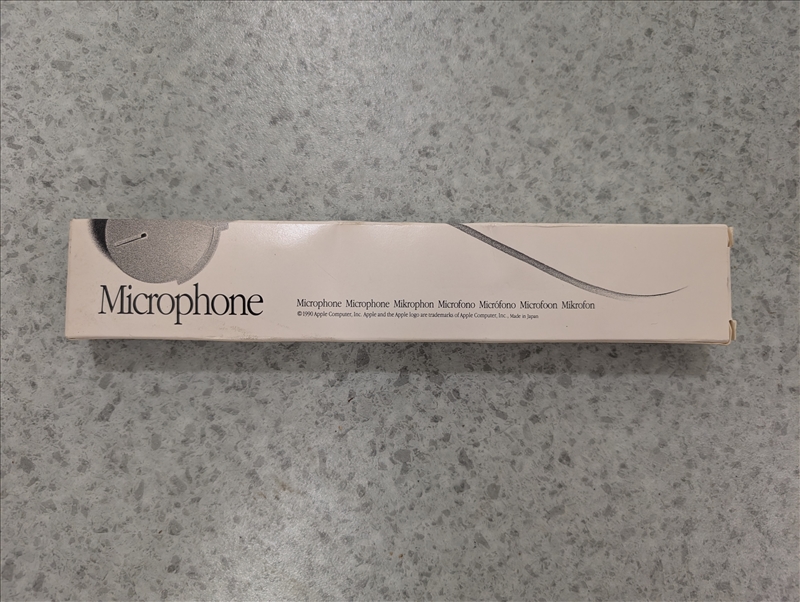 Microphone
Microphone Microphone Mikrophon Microfono Micrófono Microfoon Mikrofon
©1990 Apple Computer, Inc. Apple and the Apple logo are trademarks of Apple Computer, Inc.. Made in Japan